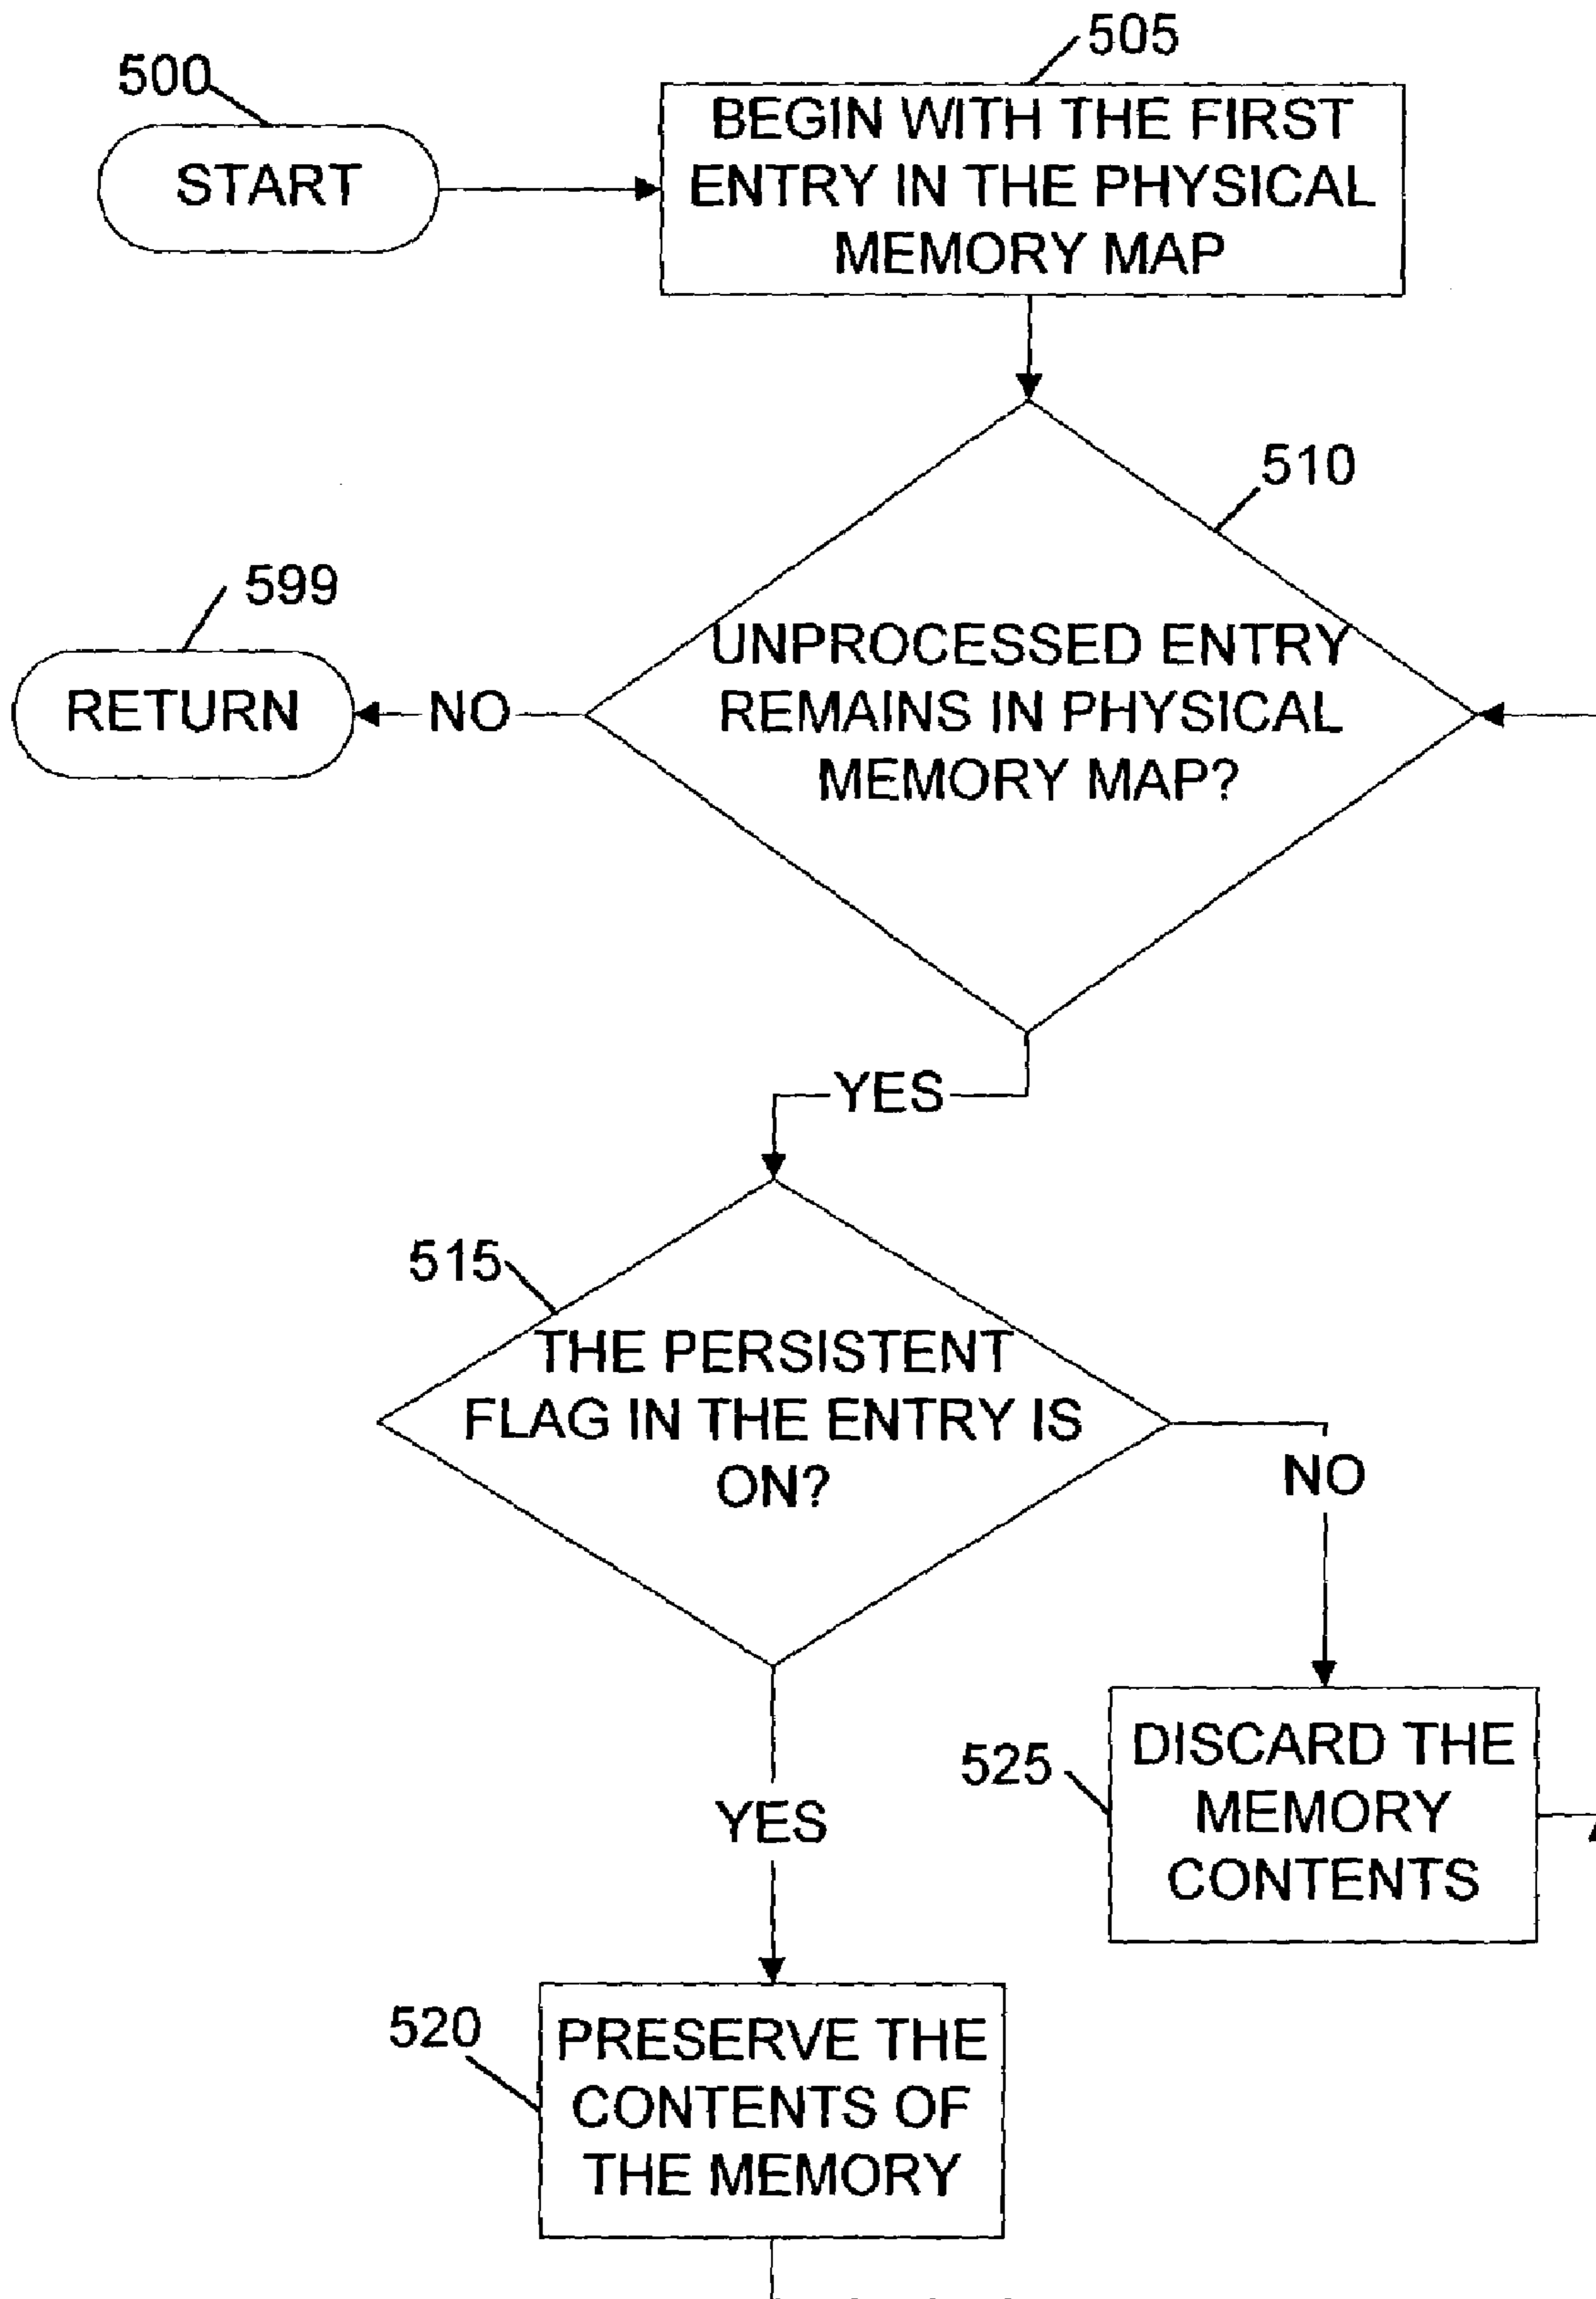 500
START
505
BEGIN WITH THE FIRST
ENTRY IN THE PHYSICAL
MEMORY MAP
510
UNPROCESSED ENTRY
REMAINS IN PHYSICAL
MEMORY MAP?
599
RETURN
NO
YES
515
THE PERSISTENT
FLAG IN THE ENTRY IS
ON?
NO
YES
525
DISCARD THE
MEMORY
CONTENTS
520
PRESERVE THE
CONTENTS OF
THE MEMORY